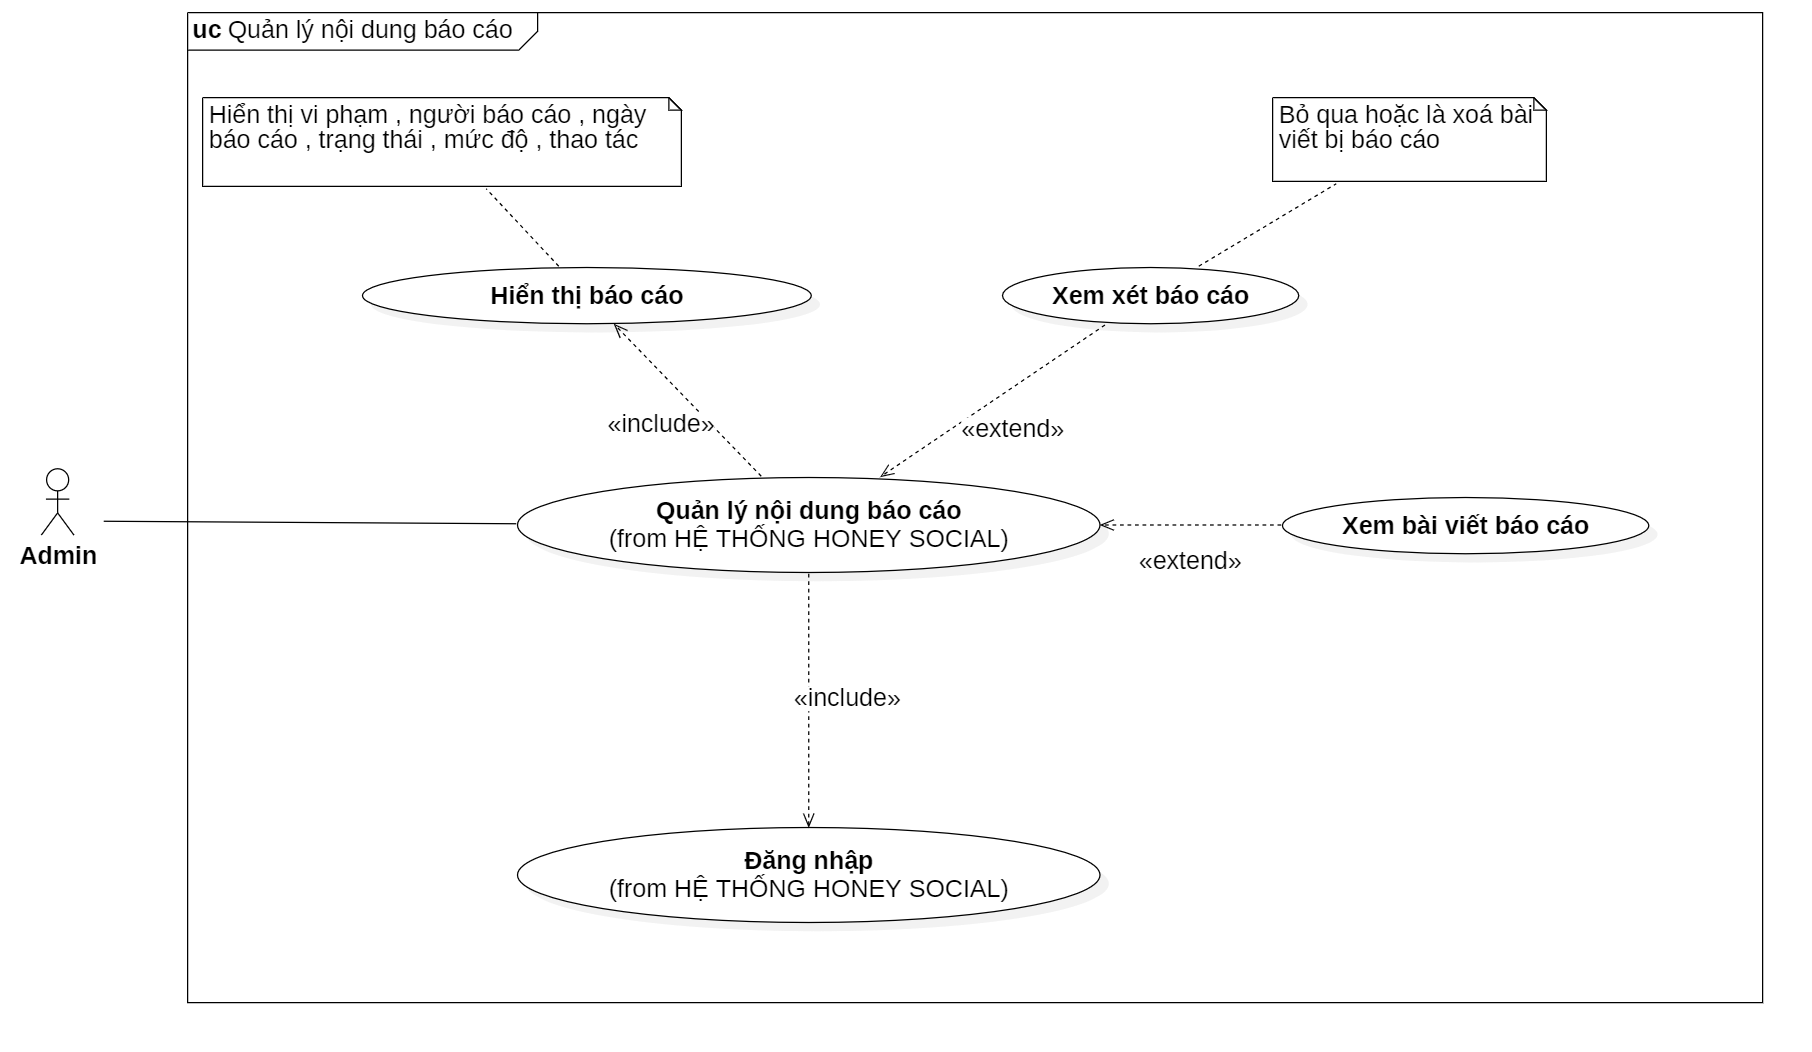 uc Quản lý nội dung báo cáo
Hiển thị vi phạm , người báo cáo , ngày
báo cáo , trạng thái , mức độ , thao tác
Bỏ qua hoặc là xoá bài
viết bị báo cáo
Hiển thị báo cáo
Xem xét báo cáo
«include»
«extend»
Quản lý nội dung báo cáo
(from HỆ THỐNG HONEY SOCIAL)
Xem bài viết báo cáo
«extend»
Admin
«include»
Đăng nhập
(from HỆ THỐNG HONEY SOCIAL)